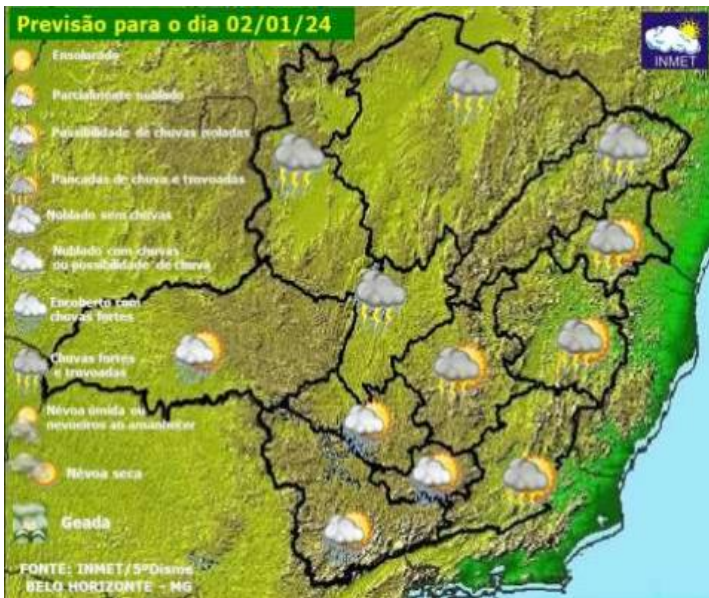 Previsão para o dia 02/01/24
INMET
Ensolarado
Parcialmente nublado
Possibilidade de chuvas isoladas
Pancadas de chuva e trovoadas
Nublado sem chuvas
Nublado com chuvas
ou possibilidade de chuva
Encoberto com
chuvas fortes
Chuvas fortes
e trovoadas
Névoa úmida ou
nevoeiros ao amanhecer
Névoa seca
Geada
FONTE: INMET/5ºDisme
BELO HORIZONTE - MG